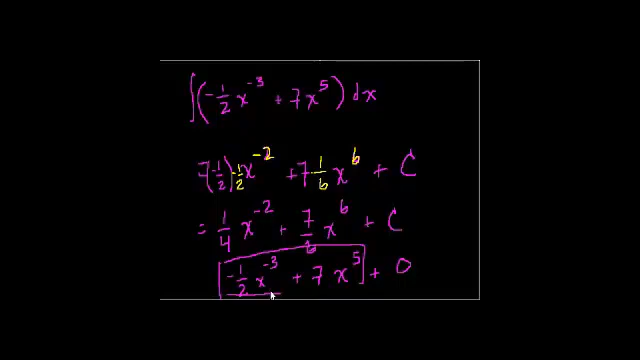 ∫(-1/2 x^-3 + 7x^5) dx
7(-1/2)-1/2 x^-2 + 7 1/6 x^6 + C
= 1/4 x^-2 + 7/6 x^6 + C
[-1/2 x^-3 + 7x^5] + 0